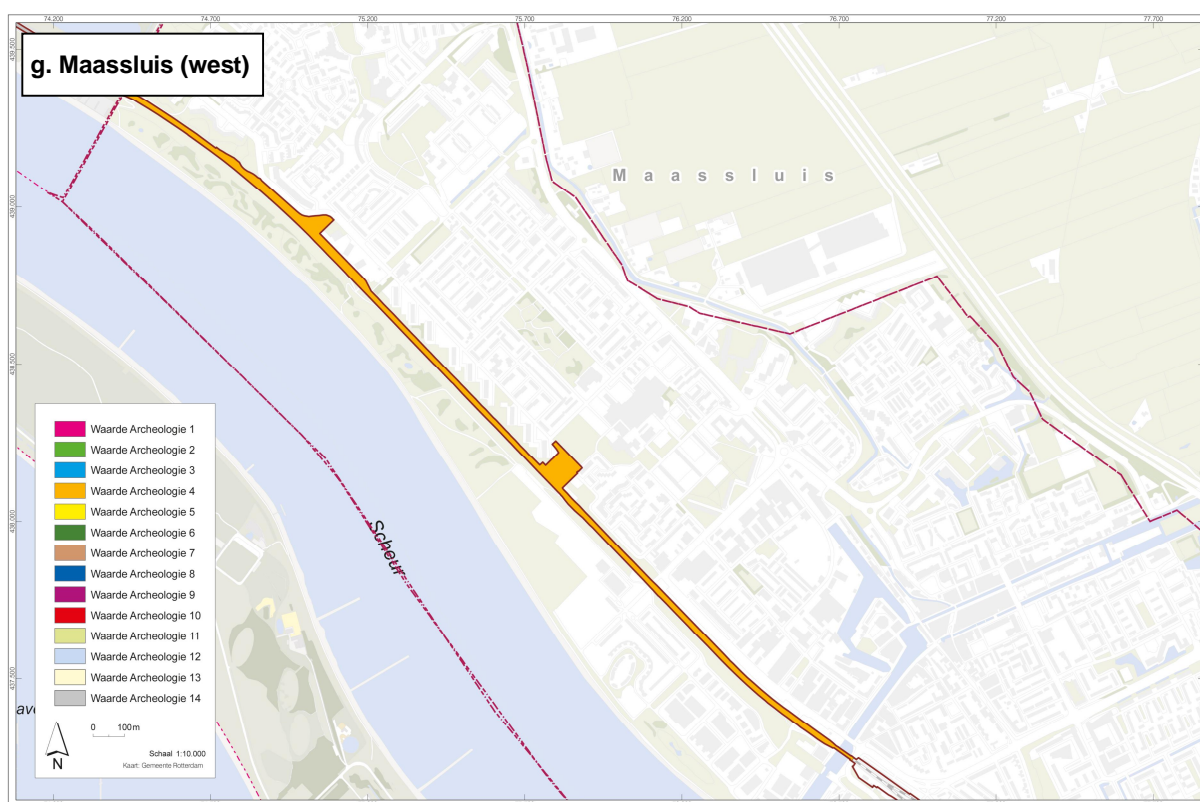 74.200 74.700 75.200 75.700 76.200 76.700 77.200 77.700
439.500
g. Maassluis (west)
Maassluis
439.000
438.500
Waarde Archeologie 1
Waarde Archeologie 2
Waarde Archeologie 3
Waarde Archeologie 4
Waarde Archeologie 5
Waarde Archeologie 6
Waarde Archeologie 7
Waarde Archeologie 8
Waarde Archeologie 9
Waarde Archeologie 10
Waarde Archeologie 11
Waarde Archeologie 12
Waarde Archeologie 13
Waarde Archeologie 14
438.000
Scheur
437.500
ave
0 100m
N
Schaal 1:10.000
Kaart: Gemeente Rotterdam